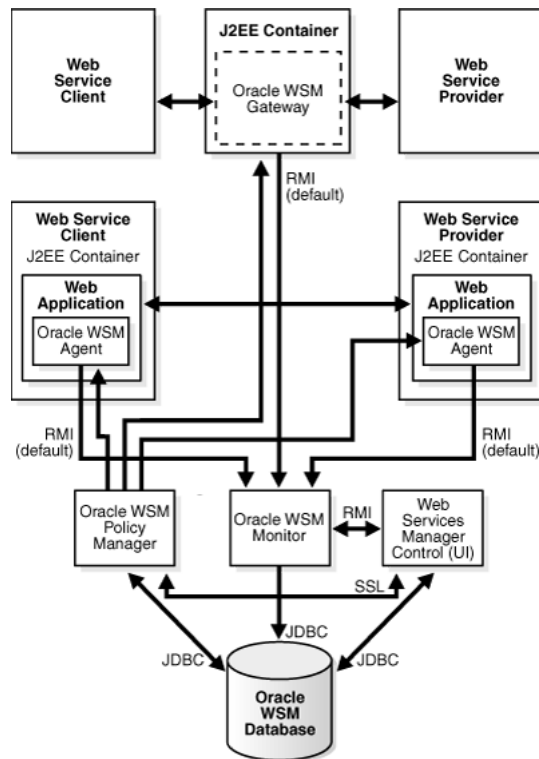 J2EE Container
Web
Service
Client
Oracle WSM
Gateway
Web
Service
Provider
RMI
(default)
Web Service
Client
J2EE Container
Web
Application
Oracle WSM
Agent
Web Service
Provider
J2EE Container
Web
Application
Oracle WSM
Agent
RMI
(default)
RMI
(default)
Oracle WSM
Policy
Manager
Oracle WSM
Monitor
RMI
Web
Services
Manager
Control (UI)
SSL
JDBC
JDBC
JDBC
Oracle
WSM
Database